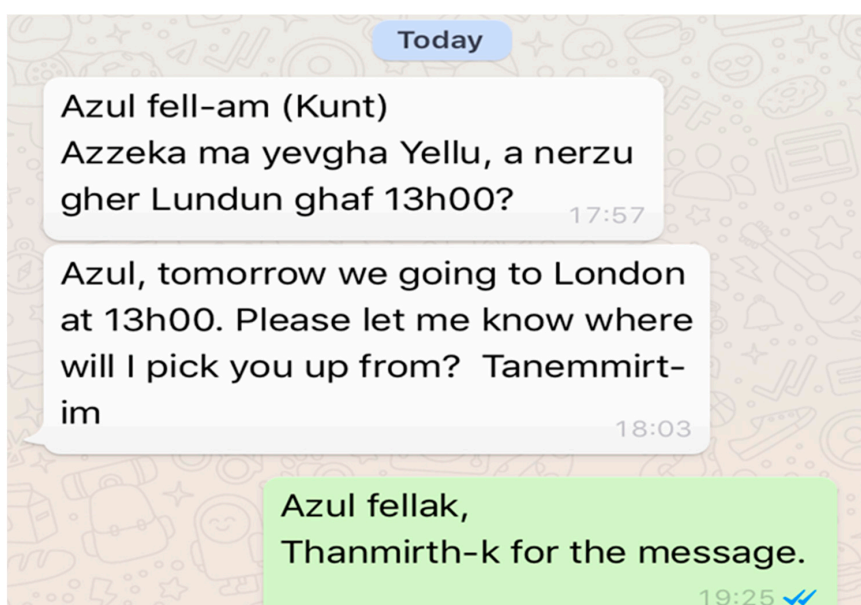 Today
Azul fell-am (Kunt)
Azzeka ma yevgha Yellu, a nerzu
gher Lundun ghaf 13h00?
17:57
Azul, tomorrow we going to London
at 13h00. Please let me know where
will I pick you up from? Tanemmirt-
im
18:03
Azul fellak,
Thanmirth-k for the message.
19:25